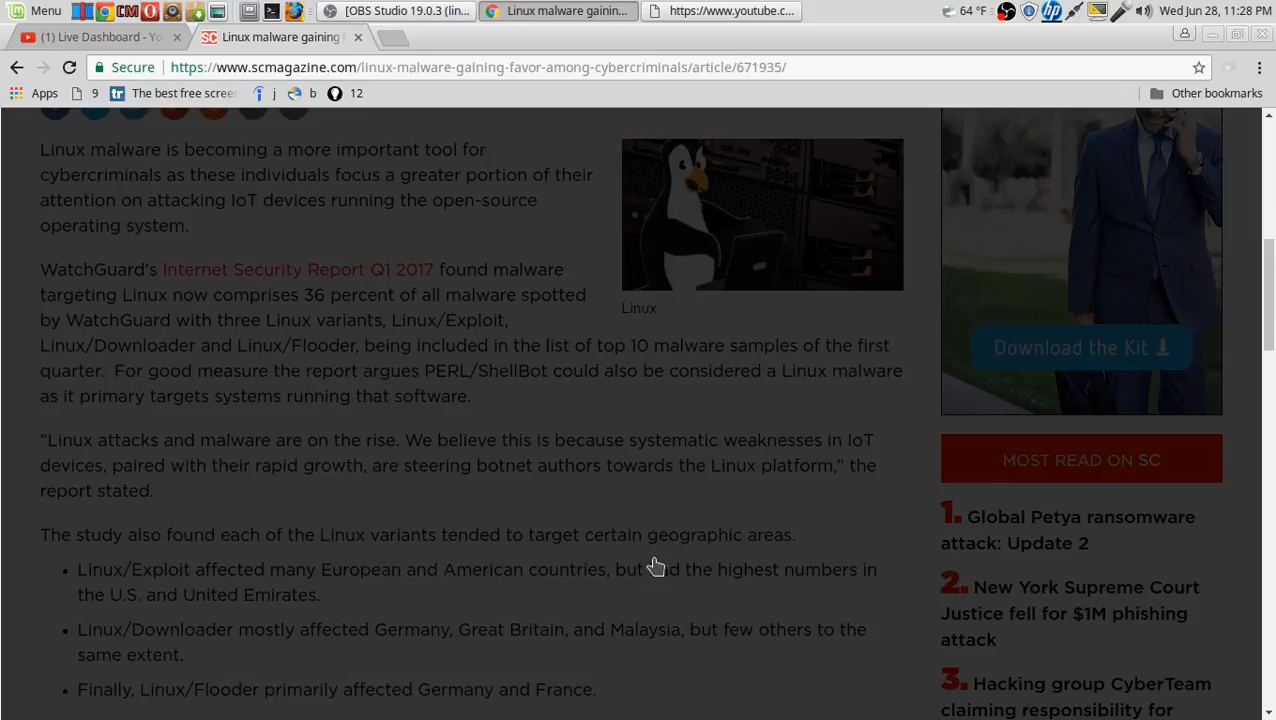 Menu
[OBS Studio 19.0.3 (linu...
Linux malware gainin...
https://www.youtube.c...
64 °F
Wed Jun 28, 11:28 PM
(1) Live Dashboard - Yo
SC Linux malware gaining
Secure
https://www.scmagazine.com/linux-malware-gaining-favor-among-cybercriminals/article/671935/
Apps
9
tr The best free scree
j
b
12
Other bookmarks
Linux malware is becoming a more important tool for
cybercriminals as these individuals focus a greater portion of their
attention on attacking IoT devices running the open-source
operating system.
Linux
WatchGuard's Internet Security Report Q1 2017 found malware
targeting Linux now comprises 36 percent of all malware spotted
by WatchGuard with three Linux variants, Linux/Exploit,
Linux/Downloader and Linux/Flooder, being included in the list of top 10 malware samples of the first
quarter. For good measure the report argues PERL/ShellBot could also be considered a Linux malware
as it primary targets systems running that software.
“Linux attacks and malware are on the rise. We believe this is because systematic weaknesses in IoT
devices, paired with their rapid growth, are steering botnet authors towards the Linux platform,” the
report stated.
The study also found each of the Linux variants tended to target certain geographic areas.
• Linux/Exploit affected many European and American countries, but the highest numbers in
the U.S. and United Emirates.
• Linux/Downloader mostly affected Germany, Great Britain, and Malaysia, but few others to the
same extent.
• Finally, Linux/Flooder primarily affected Germany and France.
Download the Kit
MOST READ ON SC
1. Global Petya ransomware
attack: Update 2
2. New York Supreme Court
Justice fell for $1M phishing
attack
3. Hacking group CyberTeam
claiming responsibility for